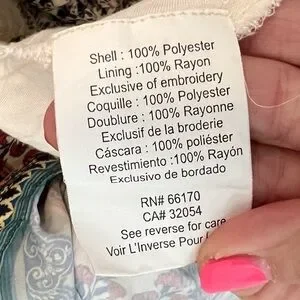 Shell : 100% Polyester
Lining :100% Rayon
Exclusive of embroidery
Coquille : 100% Polyester
Doublure : 100% Rayonne
Exclusif de la broderie
Cáscara : 100% poliéster
Revestimiento :100% Rayón
Exclusivo de bordado
RN# 66170
CA# 32054
See reverse for care
Voir L'Inverse Pour